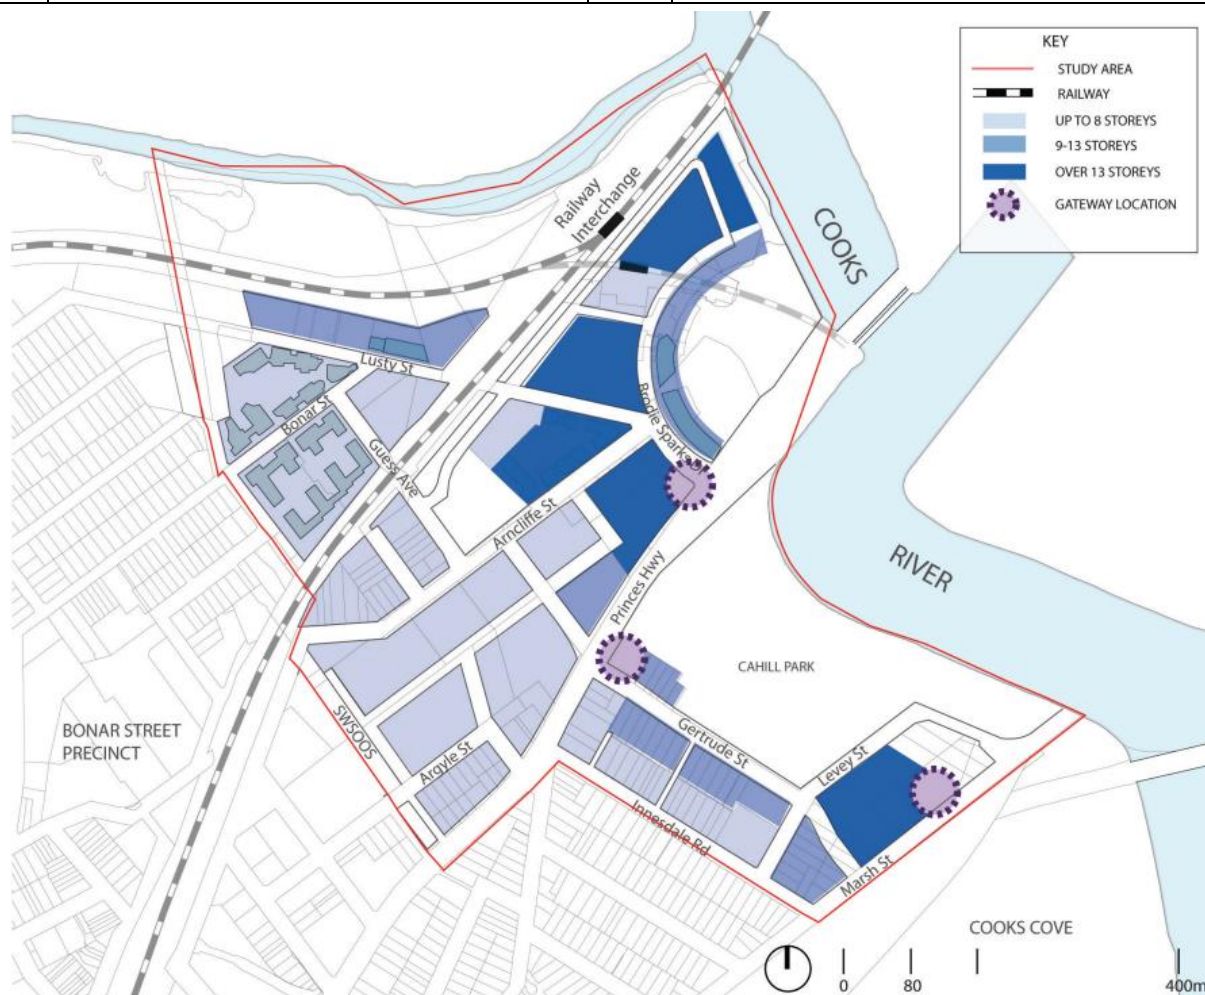 KEY
STUDY AREA
RAILWAY
UP TO 8 STOREYS
9-13 STOREYS
OVER 13 STOREYS
GATEWAY LOCATION
Railway
Interchange
COOKS
RIVER
Lusty St
Bonar St
Guess Ave
Brodie Sparks Dr
Arncliffe St
Princes Hwy
CAHILL PARK
BONAR STREET
PRECINCT
SWSOOS
Argyle St
Gertrude St
Levey St
Innesdale Rd
Marsh St
COOKS COVE
0
80
400m